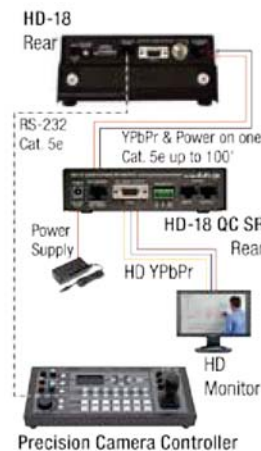 HD-18
Rear
RS-232
Cat. 5e
YPbPr & Power on one
Cat. 5e up to 100'
HD-18 QC SR
Rear
Power
Supply
HD YPbPr
HD
Monitor
Precision Camera Controller